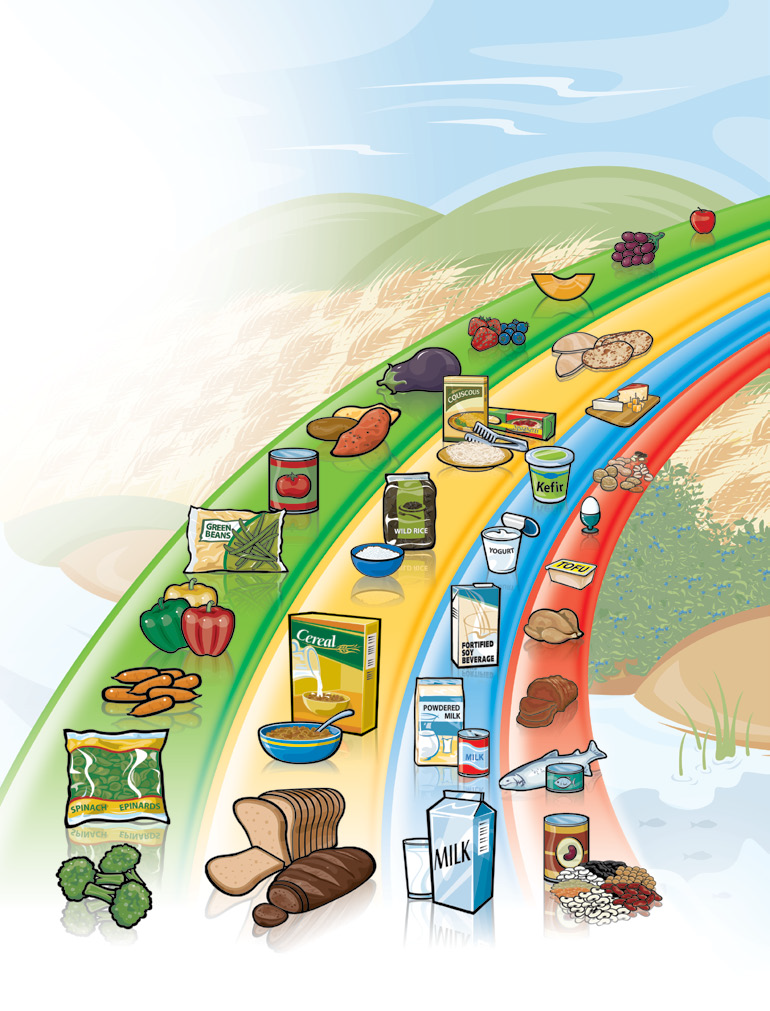 COUSCOUS
Kefir
WILD RICE
GREEN
BEANS
YOGURT
TOFU
FORTIFIED
SOY
BEVERAGE
Cereal
POWDERED
MILK
MILK
SPINACH EPINARDS
MILK